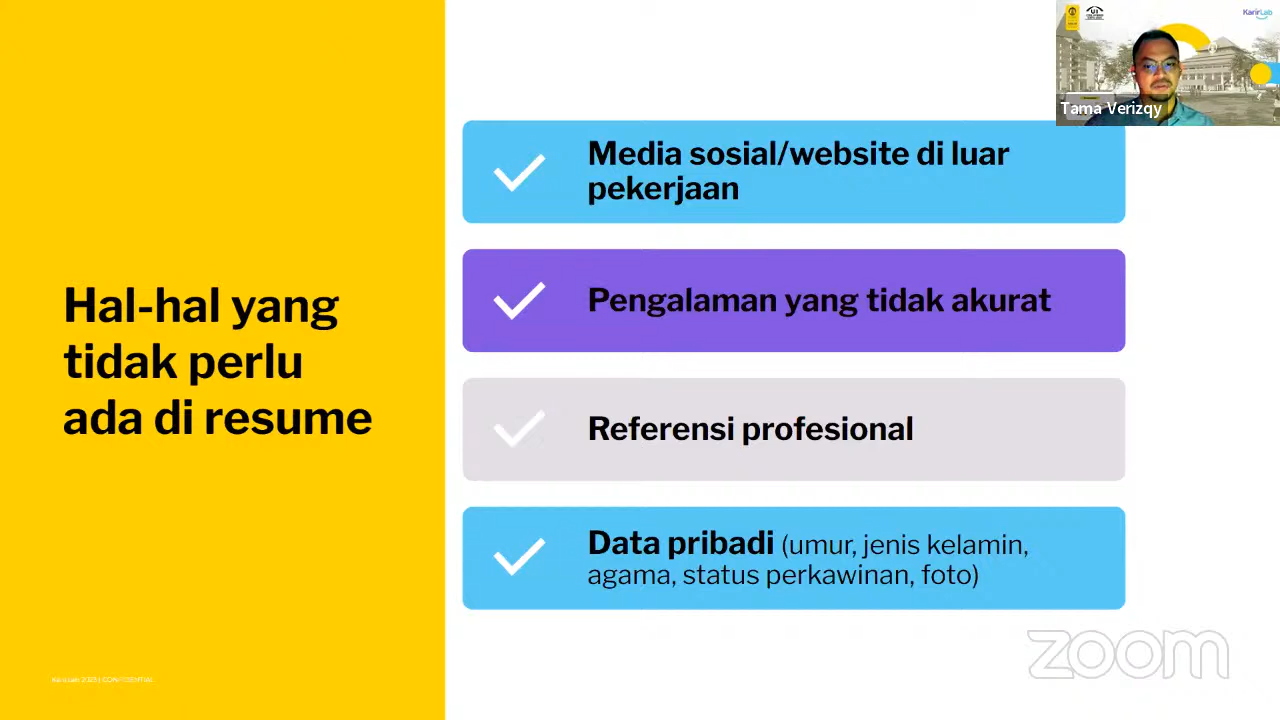 KarirLab
Tama Verizqy
Media sosial/website di luar
pekerjaan
Pengalaman yang tidak akurat
Hal-hal yang
tidak perlu
ada di resume
Referensi profesional
Data pribadi (umur, jenis kelamin,
agama, status perkawinan, foto)
zoom